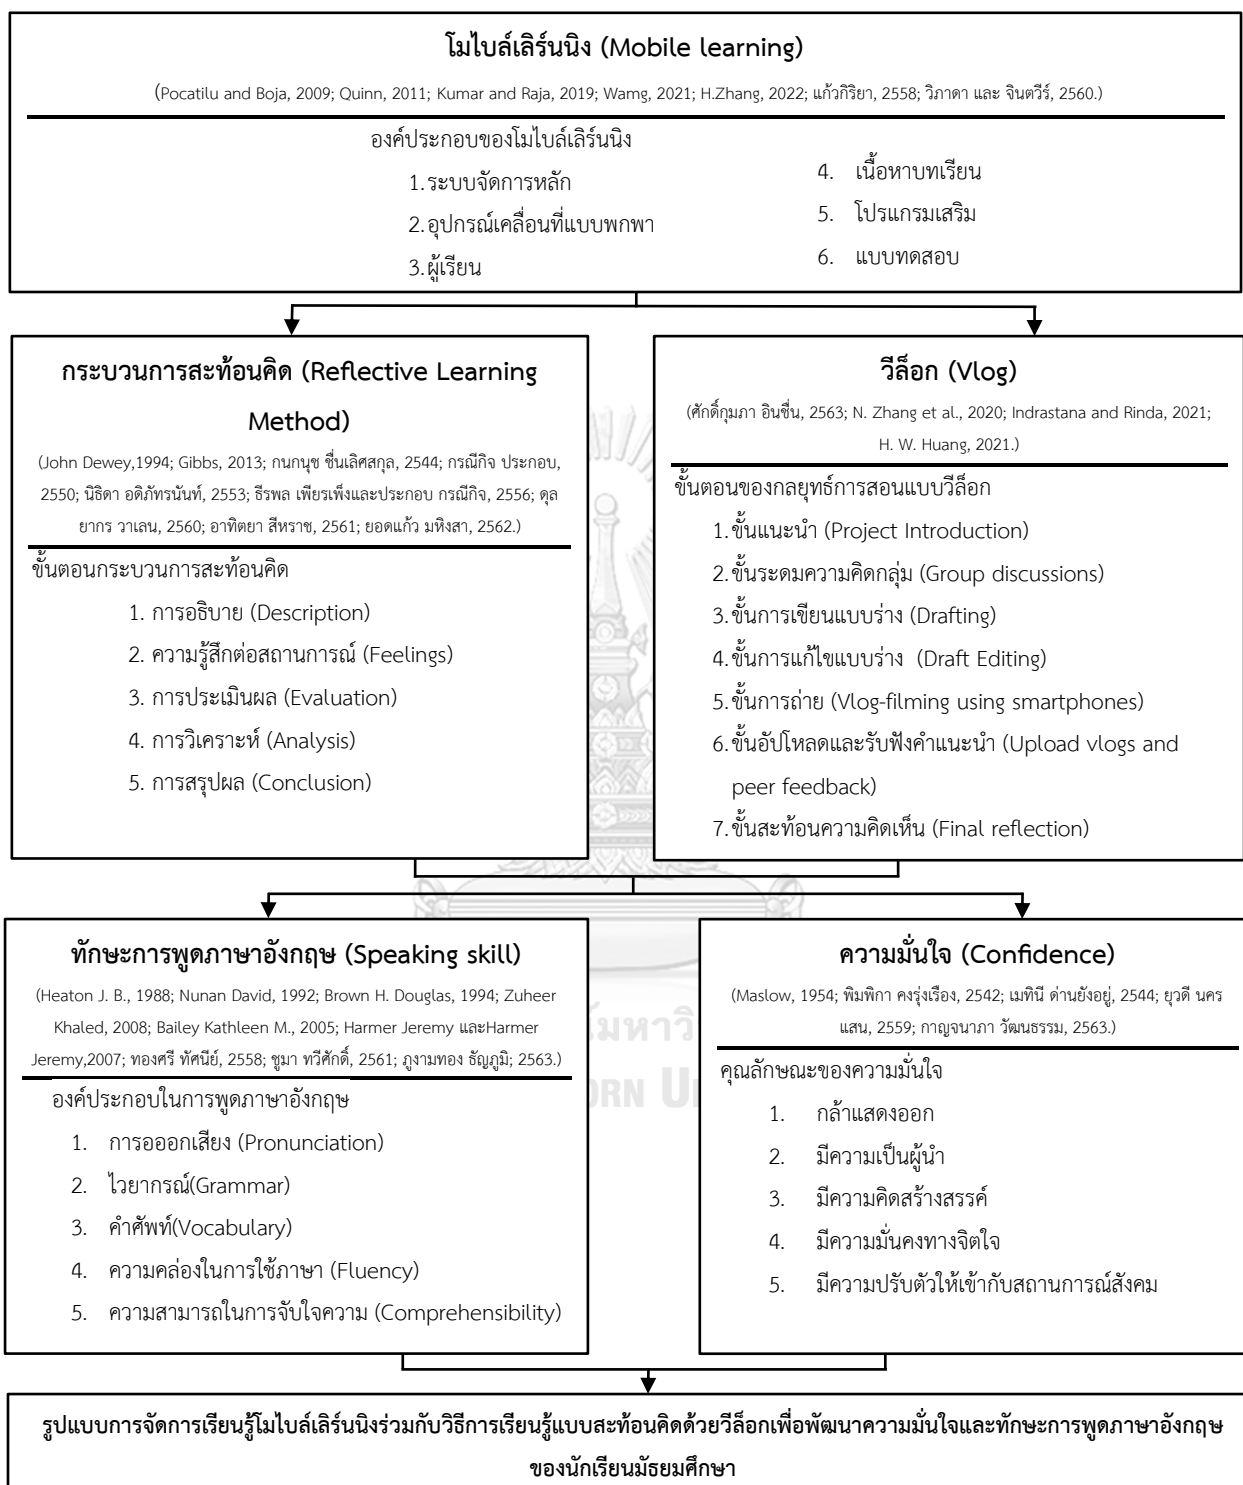 โมไบล์เลิร์นนิง (Mobile learning)
(Pocatilu and Boja, 2009; Quinn, 2011; Kumar and Raja, 2019; Wamg, 2021; H.Zhang, 2022; แก้วกิริยา, 2558; วิภาดา และ จินตวีร์, 2560.)
องค์ประกอบของโมไบล์เลิร์นนิง
1.ระบบจัดการหลัก
2.อุปกรณ์เคลื่อนที่แบบพกพา
3.ผู้เรียน
4. เนื้อหาบทเรียน
5. โปรแกรมเสริม
6. แบบทดสอบ
กระบวนการสะท้อนคิด (Reflective Learning
Method)
(John Dewey,1994; Gibbs, 2013; กนกนุช ชื่นเลิศสกุล, 2544; กรณีกิจ ประกอบ,
2550; นิธิดา อดิภัทรนันท์, 2553; ธีรพล เพียรเพ็งและประกอบ กรณีกิจ, 2556; ดุล
ยากร วาเลน, 2560; อาทิตยา สีหราช, 2561; ยอดแก้ว มหิงสา, 2562.)
ขั้นตอนกระบวนการสะท้อนคิด
1. การอธิบาย (Description)
2. ความรู้สึกต่อสถานการณ์ (Feelings)
3. การประเมินผล (Evaluation)
4. การวิเคราะห์ (Analysis)
5. การสรุปผล (Conclusion)
วีล็อก (Vlog)
(ศักดิ์กุมภา อินชื่น, 2563; N. Zhang et al., 2020; Indrastana and Rinda, 2021;
H. W. Huang, 2021.)
ขั้นตอนของกลยุทธ์การสอนแบบวีล็อก
1.ขั้นแนะนำ (Project Introduction)
2.ขั้นระดมความคิดกลุ่ม (Group discussions)
3.ขั้นการเขียนแบบร่าง (Drafting)
4.ขั้นการแก้ไขแบบร่าง (Draft Editing)
5.ขั้นการถ่าย (Vlog-filming using smartphones)
6.ขั้นอัปโหลดและรับฟังคำแนะนำ (Upload vlogs and
peer feedback)
7.ขั้นสะท้อนความคิดเห็น (Final reflection)
ทักษะการพูดภาษาอังกฤษ (Speaking skill)
(Heaton J. B., 1988; Nunan David, 1992; Brown H. Douglas, 1994; Zuheer
Khaled, 2008; Bailey Kathleen M., 2005; Harmer Jeremy และHarmer
Jeremy,2007; ทองศรี ทัศนีย์, 2558; ชูมา ทวีศักดิ์, 2561; ภูงามทอง ธัญภูมิ; 2563.)
องค์ประกอบในการพูดภาษาอังกฤษ
1. การอออกเสียง (Pronunciation)
2. ไวยากรณ์(Grammar)
3. คำศัพท์(Vocabulary)
4. ความคล่องในการใช้ภาษา (Fluency)
5. ความสามารถในการจับใจความ (Comprehensibility)
ความมั่นใจ (Confidence)
(Maslow, 1954; พิมพิกา คงรุ่งเรือง, 2542; เมทินี ด่านยังอยู่, 2544; ยุวดี นคร
แสน, 2559; กาญจนาภา วัฒนธรรม, 2563.)
คุณลักษณะของความมั่นใจ
1. กล้าแสดงออก
2. มีความเป็นผู้นำ
3. มีความคิดสร้างสรรค์
4. มีความมั่นคงทางจิตใจ
5. มีความปรับตัวให้เข้ากับสถานการณ์สังคม
มหาวิ
ORN U
รูปแบบการจัดการเรียนรู้โมไบล์เลิร์นนิงร่วมกับวิธีการเรียนรู้แบบสะท้อนคิดด้วยวีล็อกเพื่อพัฒนาความมั่นใจและทักษะการพูดภาษาอังกฤษ
ของนักเรียนมัธยมศึกษา